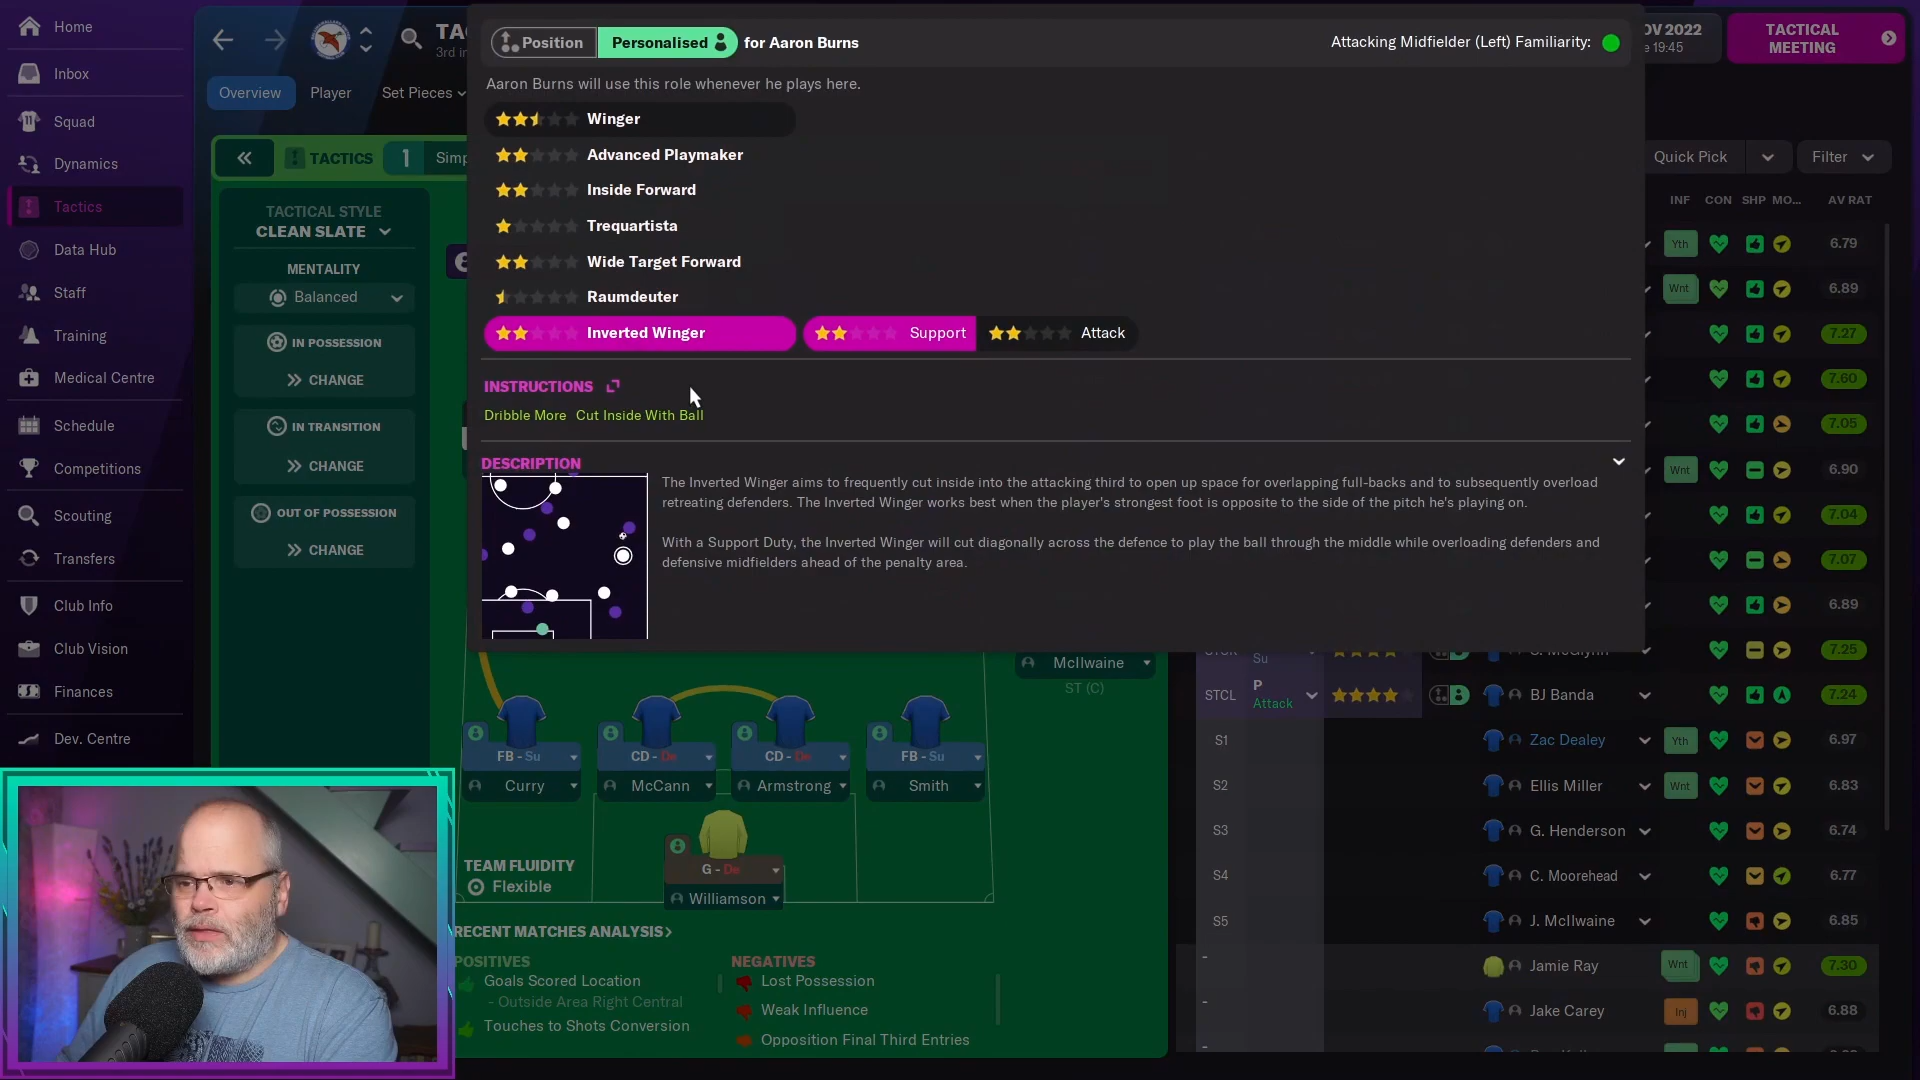 Home
Inbox
Squad
Dynamics
Tactics
Data Hub
Staff
Training
Medical Centre
Schedule
Competitions
Scouting
Transfers
Club Info
Club Vision
Finances
Dev. Centre
3rd in
Overview Player Set Pieces
TACTICS 1
TACTICAL STYLE
CLEAN SLATE
MENTALITY
Balanced
IN POSSESSION
CHANGE
IN TRANSITION
CHANGE
OUT OF POSSESSION
CHANGE
Position Personalised for Aaron Burns
Attacking Midfielder (Left) Familiarity:
Aaron Burns will use this role whenever he plays here.
Winger
Advanced Playmaker
Inside Forward
Trequartista
Wide Target Forward
Raumdeuter
Inverted Winger Support Attack
INSTRUCTIONS
Dribble More Cut Inside With Ball
DESCRIPTION
The Inverted Winger aims to frequently cut inside into the attacking third to open up space for overlapping full-backs and to subsequently overload
retreating defenders. The Inverted Winger works best when the player's strongest foot is opposite to the side of the pitch he's playing on.
With a Support Duty, the Inverted Winger will cut diagonally across the defence to play the ball through the middle while overloading defenders and
defensive midfielders ahead of the penalty area.
OV 2022
19:45
TACTICAL
MEETING
Quick Pick Filter
INF CON SHP MO... AV RAT
Yth 6.79
Wnt 6.89
7.27
7.60
7.05
Wnt 6.90
7.04
7.07
6.89
Su 7.25
STCL P Attack BJ Banda 7.24
S1 Zac Dealey Yth 6.97
S2 Ellis Miller Wnt 6.83
S3 G. Henderson 6.74
S4 C. Moorehead 6.77
S5 J. McIlwaine 6.85
- Jamie Ray Wnt 7.30
- Jake Carey Inj 6.88
-
McIlwaine
ST (C)
FB - Su CD - De CD - De FB - Su
Curry McCann Armstrong Smith
G - De
Williamson
TEAM FLUIDITY
Flexible
RECENT MATCHES ANALYSIS>
POSITIVES
Goals Scored Location
- Outside Area Right Central
Touches to Shots Conversion
NEGATIVES
Lost Possession
Weak Influence
Opposition Final Third Entries